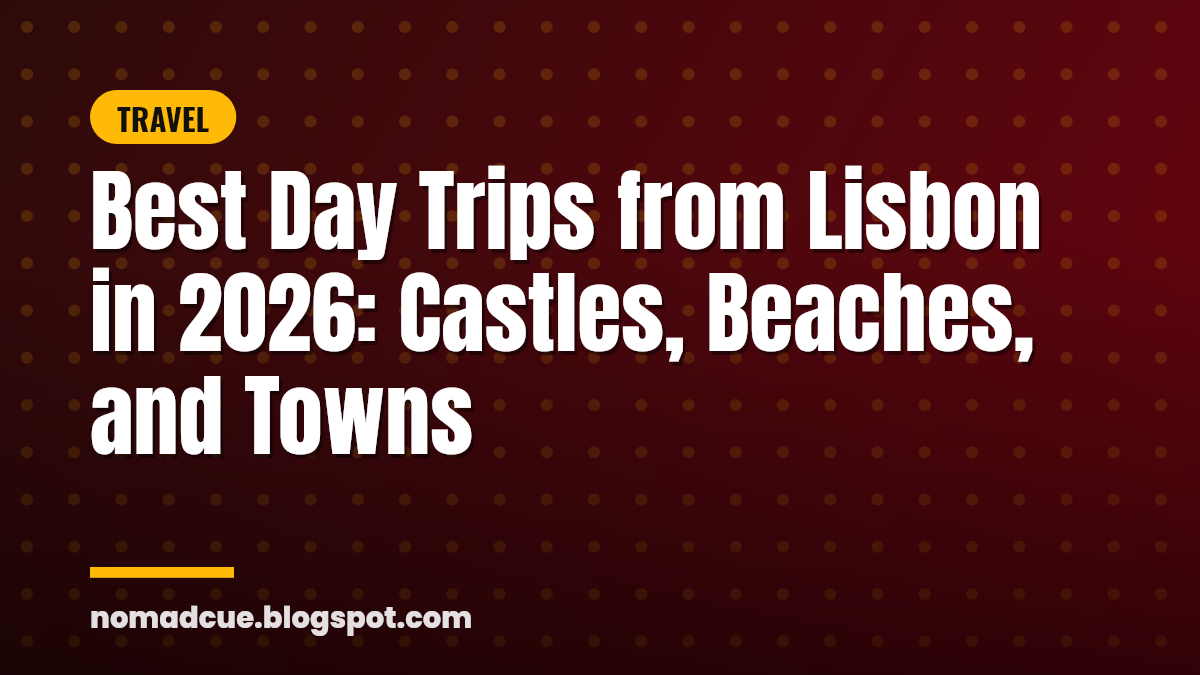 TRAVEL
Best Day Trips from Lisbon
in 2026: Castles, Beaches,
and Towns
nomadcue.blogspot.com